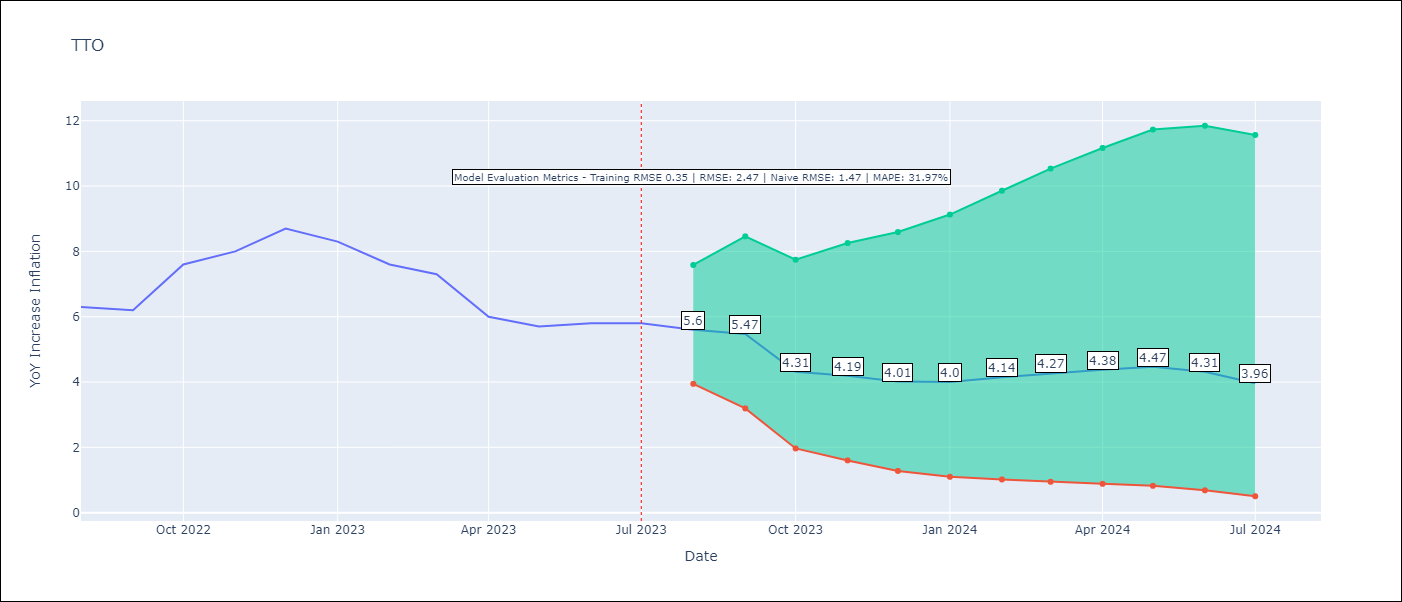 TTO
12
10
8
6
4
2
0
YoY Increase Inflation
Model Evaluation Metrics - Training RMSE 0.35 | RMSE: 2.47 | Naive RMSE: 1.47 | MAPE: 31.97%
5.6
5.47
4.31
4.19
4.01
4.0
4.14
4.27
4.38
4.47
4.31
3.96
Oct 2022
Jan 2023
Apr 2023
Jul 2023
Oct 2023
Jan 2024
Apr 2024
Jul 2024
Date